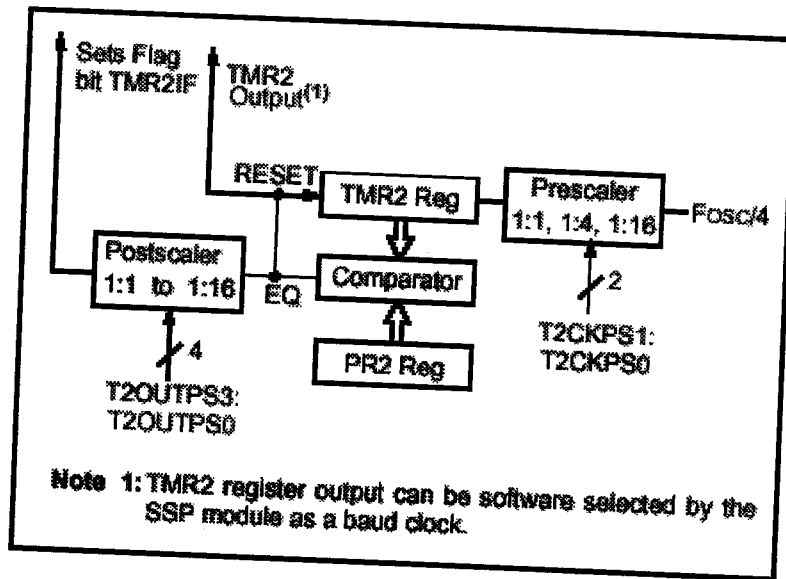 Sets Flag
bit TMR2IF
TMR2
Output(1)
RESET
TMR2 Reg
Prescaler
1:1, 1:4, 1:16
Fosc/4
Postscaler
1:1 to 1:16
EQ
Comparator
2
4
PR2 Reg
T2CKPS1:
T2CKPS0
T2OUTPS3:
T2OUTPS0
Note 1: TMR2 register output can be software selected by the
SSP module as a baud clock.